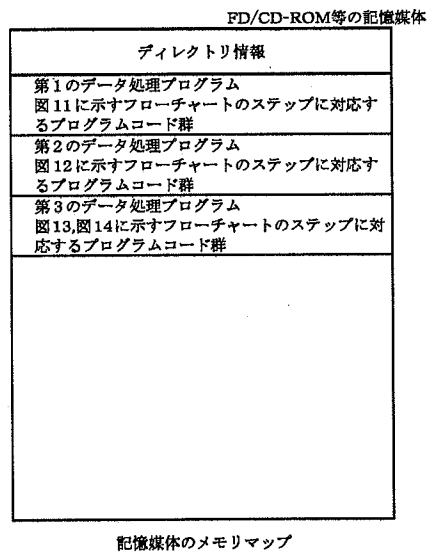 FD/CD-ROM等の記憶媒体
ディレクトリ情報
第1のデータ処理プログラム
図11に示すフローチャートのステップに対応す
るプログラムコード群
第2のデータ処理プログラム
図12に示すフローチャートのステップに対応す
るプログラムコード群
第3のデータ処理プログラム
図13,図14に示すフローチャートのステップに対
応するプログラムコード群
記憶媒体のメモリマップ